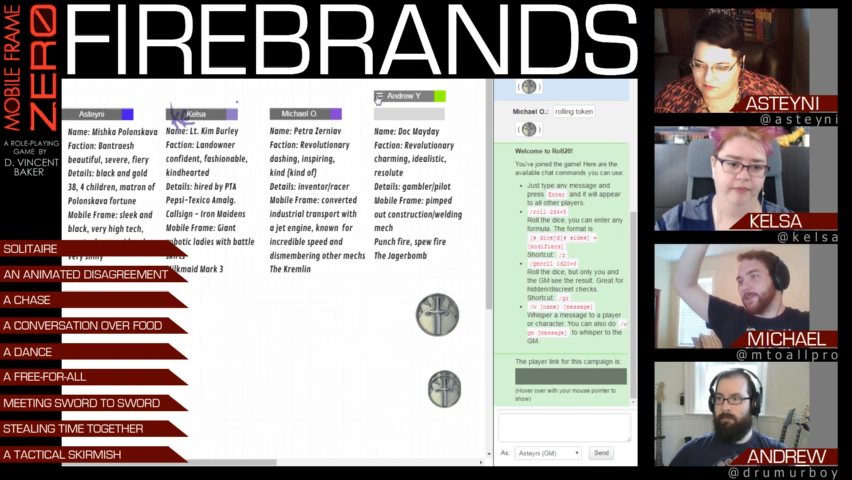 MOBILE FRAME
ZERØ
A ROLE-PLAYING
GAME BY
D. VINCENT
BAKER
FIREBRANDS
Asteyni
Name: Mishka Polonskava
Faction: Bantraesh
beautiful, severe, fiery
Details: black and gold
38, 4 children, matron of
Polonskava fortune
Mobile Frame: sleek and
black, very high tech,
very shiny
Kelsa
Name: Lt. Kim Burley
Faction: Landowner
confident, fashionable,
kindhearted
Details: hired by PTA
Pepsi-Texico Amalg.
Callsign - Iron Maidens
Mobile Frame: Giant
robotic ladies with battle
skirts
Milkmaid Mark 3
Michael O.
Name: Petra Zerniav
Faction: Revolutionary
dashing, inspiring,
kind [kind of]
Details: inventor/racer
Mobile Frame: converted
industrial transport with
a jet engine, known for
incredible speed and
dismembering other mechs
The Kremlin
Andrew Y
Name: Doc Mayday
Faction: Revolutionary
charming, idealistic,
resolute
Details: gambler/pilot
Mobile Frame: pimped
out construction/welding
mech
Punch fire, spew fire
The Jagerbomb
SOLITAIRE
AN ANIMATED DISAGREEMENT
A CHASE
A CONVERSATION OVER FOOD
A DANCE
A FREE-FOR-ALL
MEETING SWORD TO SWORD
STEALING TIME TOGETHER
A TACTICAL SKIRMISH
( )
Michael O.: rolling token
( )
Welcome to Roll20!
You've joined the game! Here are the
available chat commands you can use:
• Just type any message and
press Enter and it will appear
to all other players.
• /roll 2d4+5
Roll the dice, you can enter any
formula. The format is
[# dice]d[# sides] +
[modifiers]
Shortcut: /r
• /gmroll 1d20+6
Roll the dice, but only you and
the GM see the result. Great for
hidden/discreet checks.
Shortcut: /gr
• /w [name] [message]
Whisper a message to a player
or character. You can also do /w
gm [message] to whisper to the
GM.
The player link for this campaign is:
(Hover over with your mouse pointer to
show)
As: Asteyni (GM) Send
ASTEYNI
@asteyni
KELSA
@kelsa
MICHAEL
@mtoallpro
ANDREW
@drumurboy